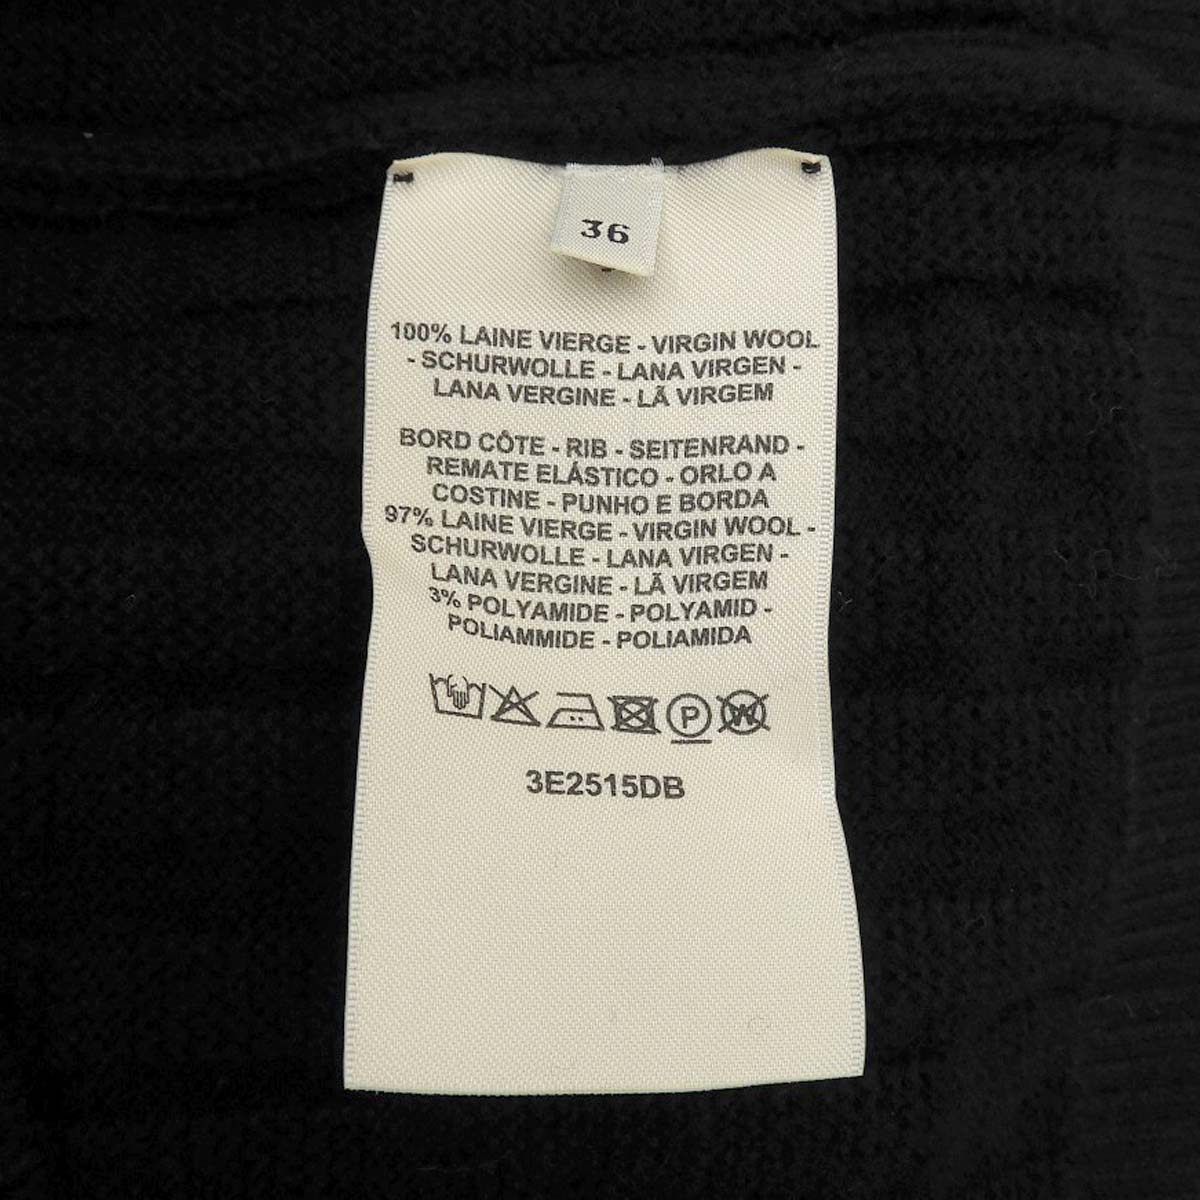 36
100% LAINE VIERGE - VIRGIN WOOL
- SCHURWOLLE - LANA VIRGEN -
LANA VERGINE - LÃ VIRGEM
BORD CÔTE - RIB - SEITENRAND -
REMATE ELÁSTICO - ORLO A
COSTINE - PUNHO E BORDA
97% LAINE VIERGE - VIRGIN WOOL -
SCHURWOLLE - LANA VIRGEN -
LANA VERGINE - LÃ VIRGEM
3% POLYAMIDE - POLYAMID -
POLIAMMIDE - POLIAMIDA
P W
3E2515DB